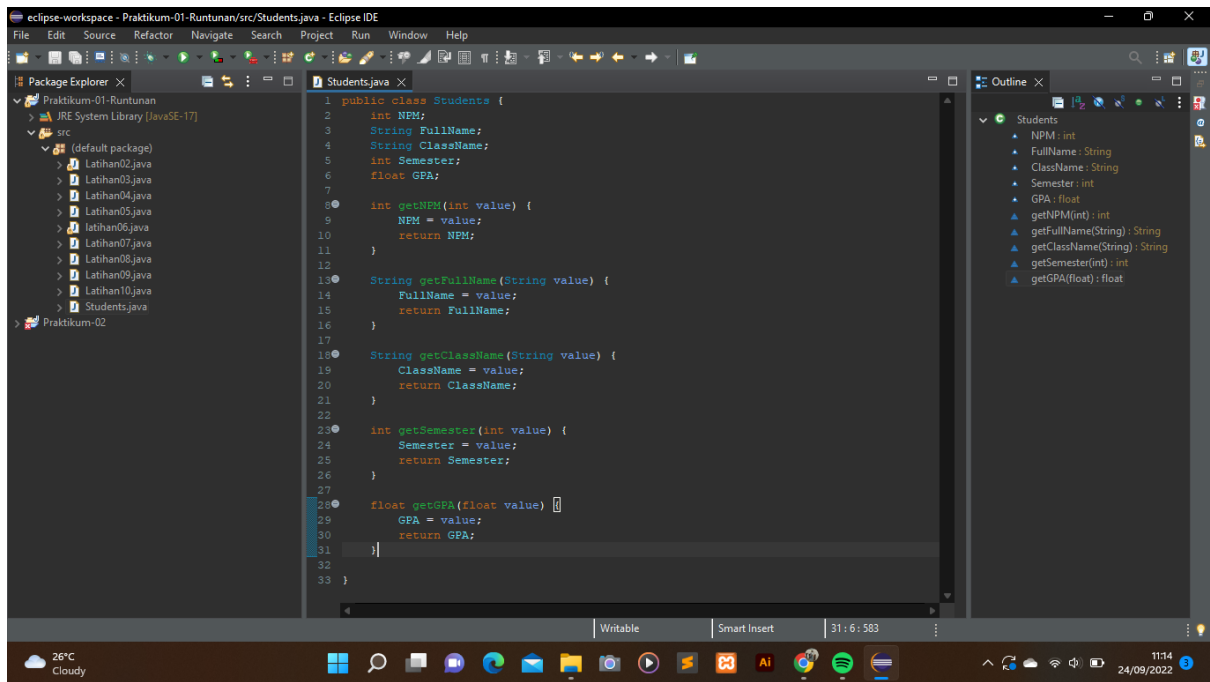 eclipse-workspace - Praktikum-01-Runtunan/src/Students.java - Eclipse IDE
File Edit Source Refactor Navigate Search Project Run Window Help
Package Explorer
Praktikum-01-Runtunan
JRE System Library [JavaSE-17]
src
(default package)
Latihan02.java
Latihan03.java
Latihan04.java
Latihan05.java
latihan06.java
Latihan07.java
Latihan08.java
Latihan09.java
Latihan10.java
Students.java
Praktikum-02
Students.java
1 public class Students {
2 int NPM;
3 String FullName;
4 String ClassName;
5 int Semester;
6 float GPA;
7
8 int getNPM(int value) {
9 NPM = value;
10 return NPM;
11 }
12
13 String getFullName(String value) {
14 FullName = value;
15 return FullName;
16 }
17
18 String getClassName(String value) {
19 ClassName = value;
20 return ClassName;
21 }
22
23 int getSemester(int value) {
24 Semester = value;
25 return Semester;
26 }
27
28 float getGPA(float value) {
29 GPA = value;
30 return GPA;
31 }
32
33 }
Outline
Students
NPM : int
FullName : String
ClassName : String
Semester : int
GPA : float
getNPM(int) : int
getFullName(String) : String
getClassName(String) : String
getSemester(int) : int
getGPA(float) : float
Writable Smart Insert 31 : 6 : 583
26°C
Cloudy
Ai
11:14
24/09/2022
3